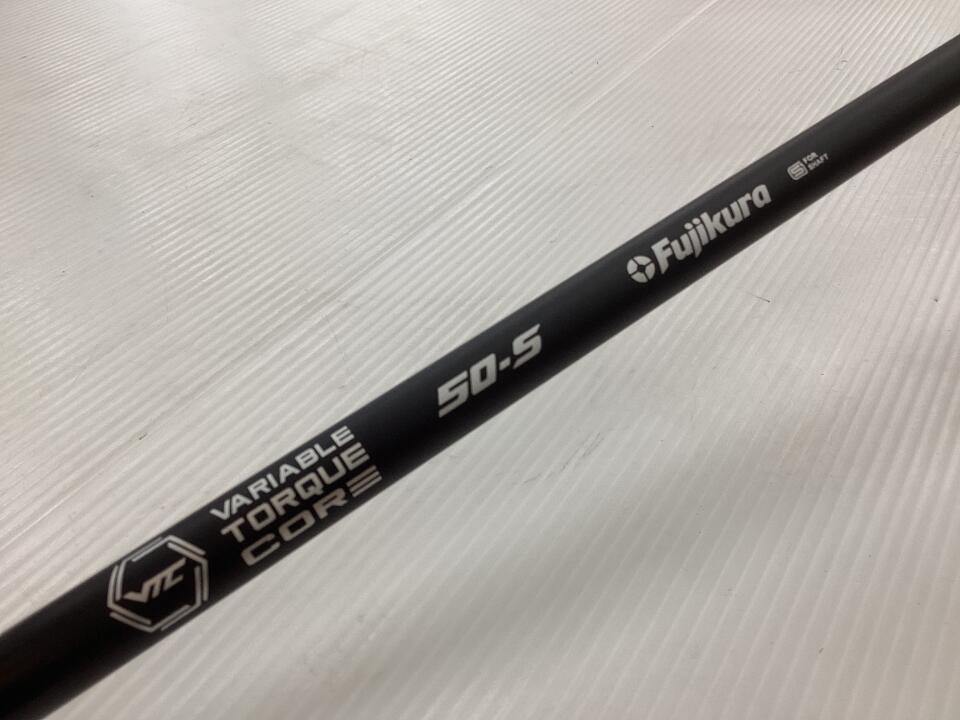 VTC
VARIABLE
TORQUE
CORE
50-S
Fujikura
S FOR
SHAFT